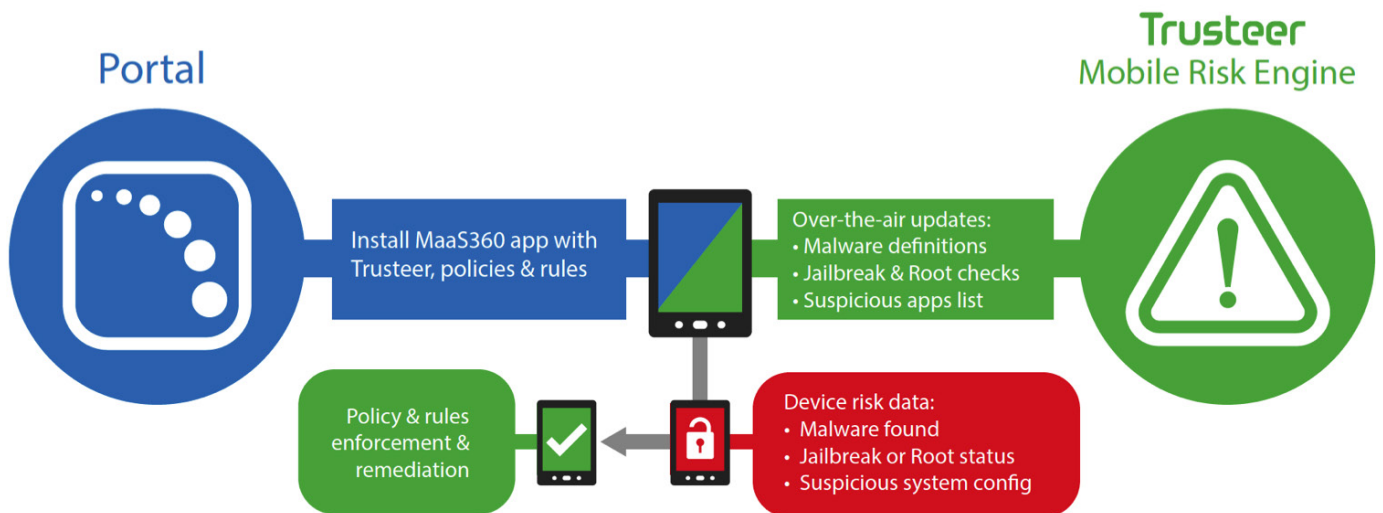 Portal
Trusteer
Mobile Risk Engine
Install MaaS360 app with
Trusteer, policies & rules
Over-the-air updates:
• Malware definitions
• Jailbreak & Root checks
• Suspicious apps list
Policy & rules
enforcement &
remediation
Device risk data:
• Malware found
• Jailbreak or Root status
• Suspicious system config